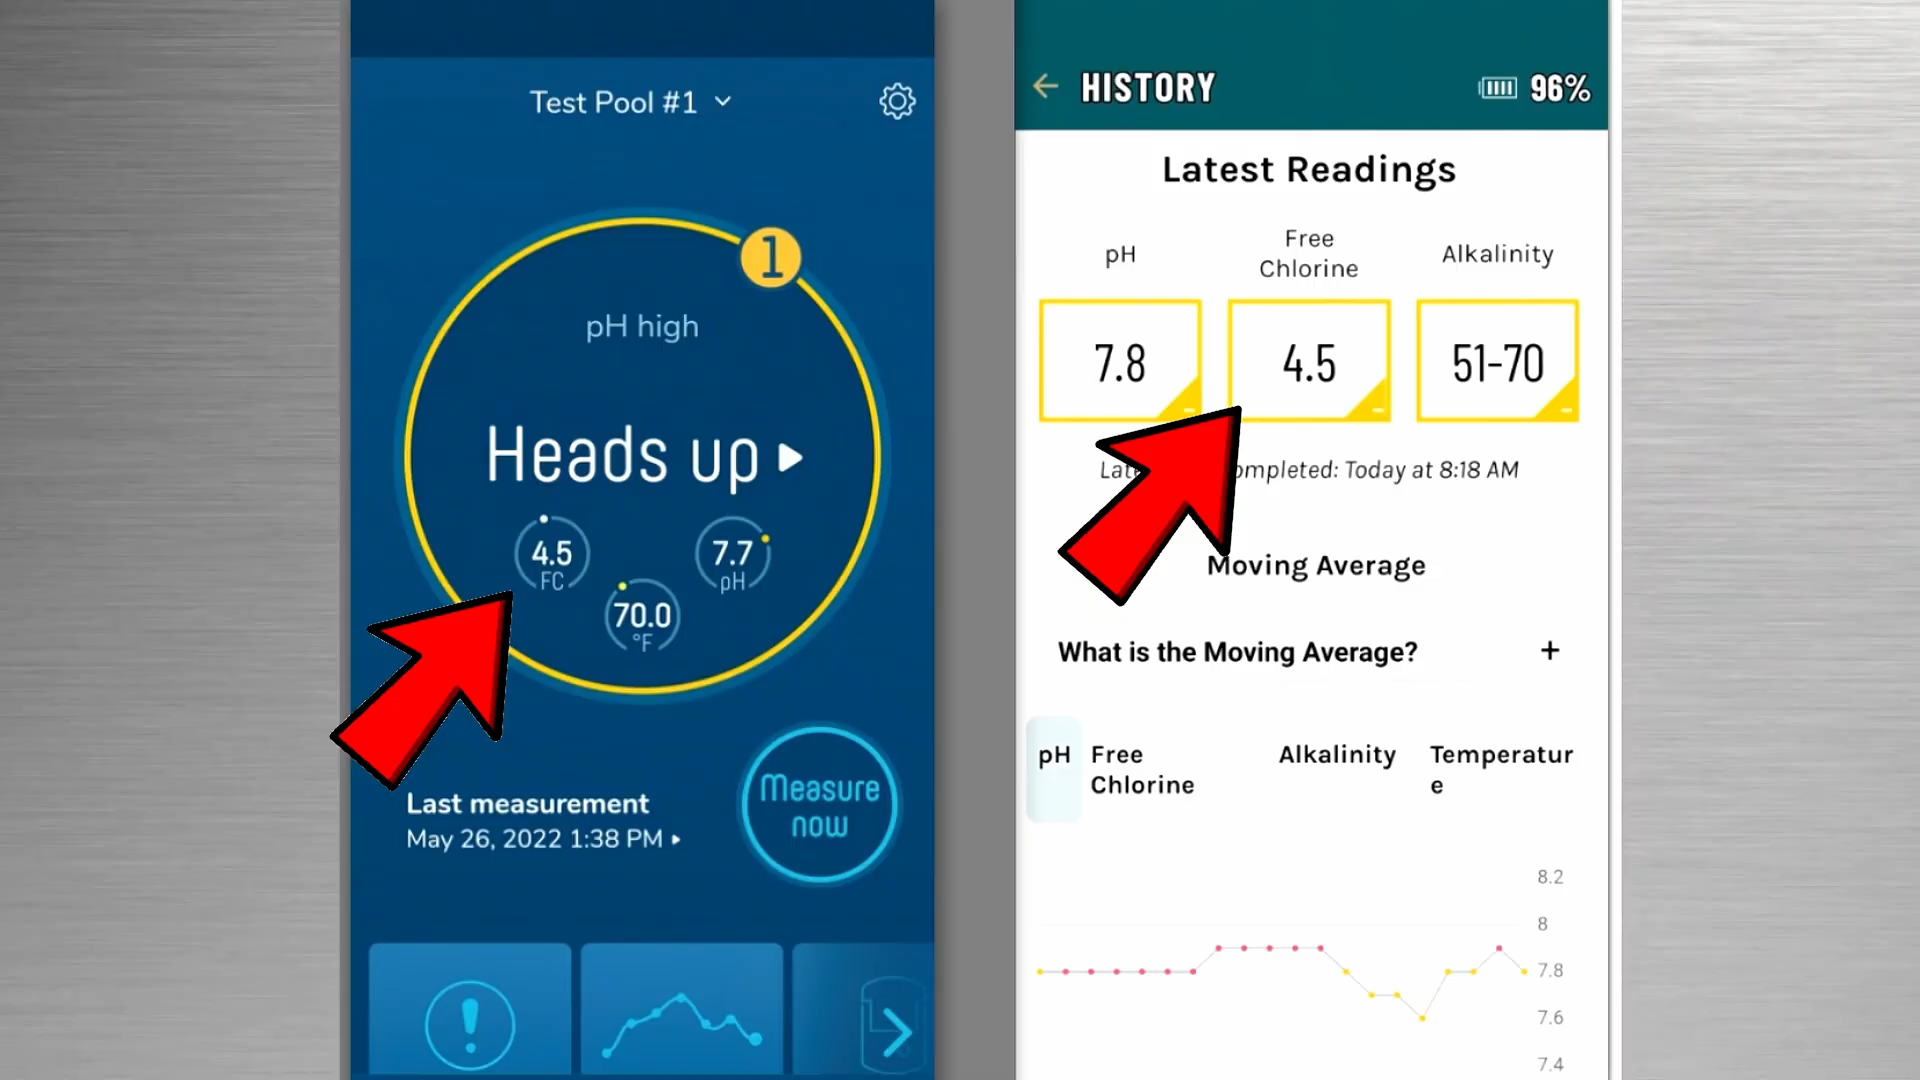 Test Pool #1
1
pH high
Heads up
4.5
FC
7.7
pH
70.0
°F
Last measurement
May 26, 2022 1:38 PM
Measure
now
HISTORY
96%
Latest Readings
pH
Free
Chlorine
Alkalinity
7.8
4.5
51-70
Today at 8:18 AM
Moving Average
What is the Moving Average?
+
pH
Free
Chlorine
Alkalinity
Temperatur
e
8.2
8
7.8
7.6
7.4